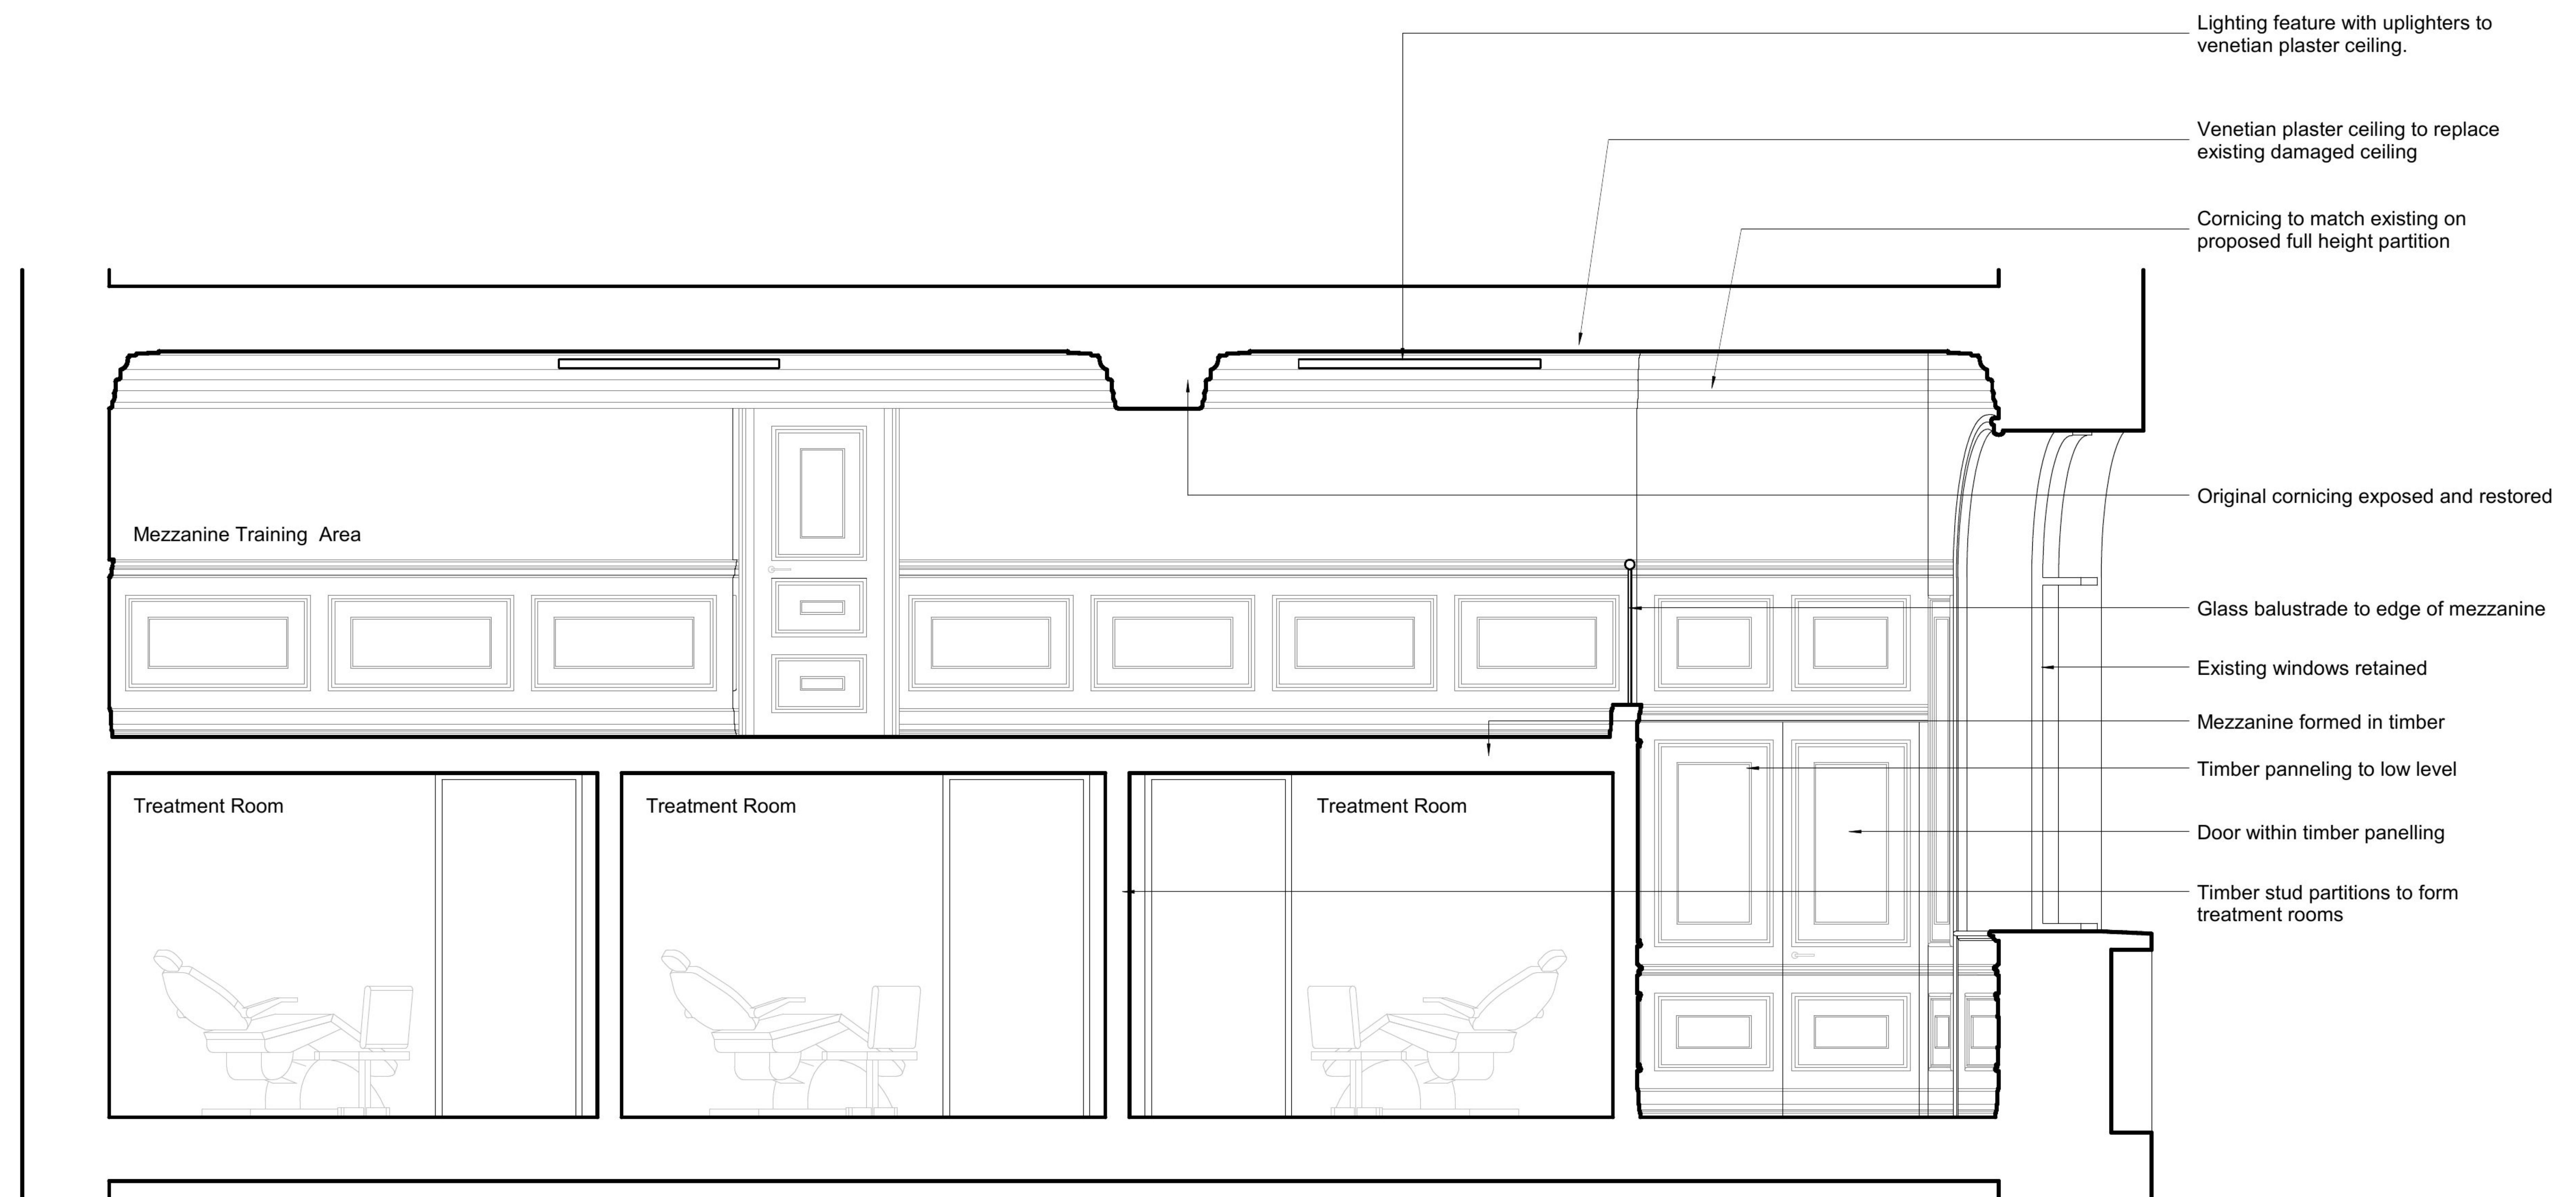 Lighting feature with uplighters to
venetian plaster ceiling.
Venetian plaster ceiling to replace
existing damaged ceiling
Cornicing to match existing on
proposed full height partition
Original cornicing exposed and restored
Mezzanine Training  Area
Glass balustrade to edge of mezzanine
Existing windows retained
Mezzanine formed in timber
Timber panneling to low level
Treatment Room
Treatment Room
Treatment Room
Door within timber panelling
Timber stud partitions to form
treatment rooms